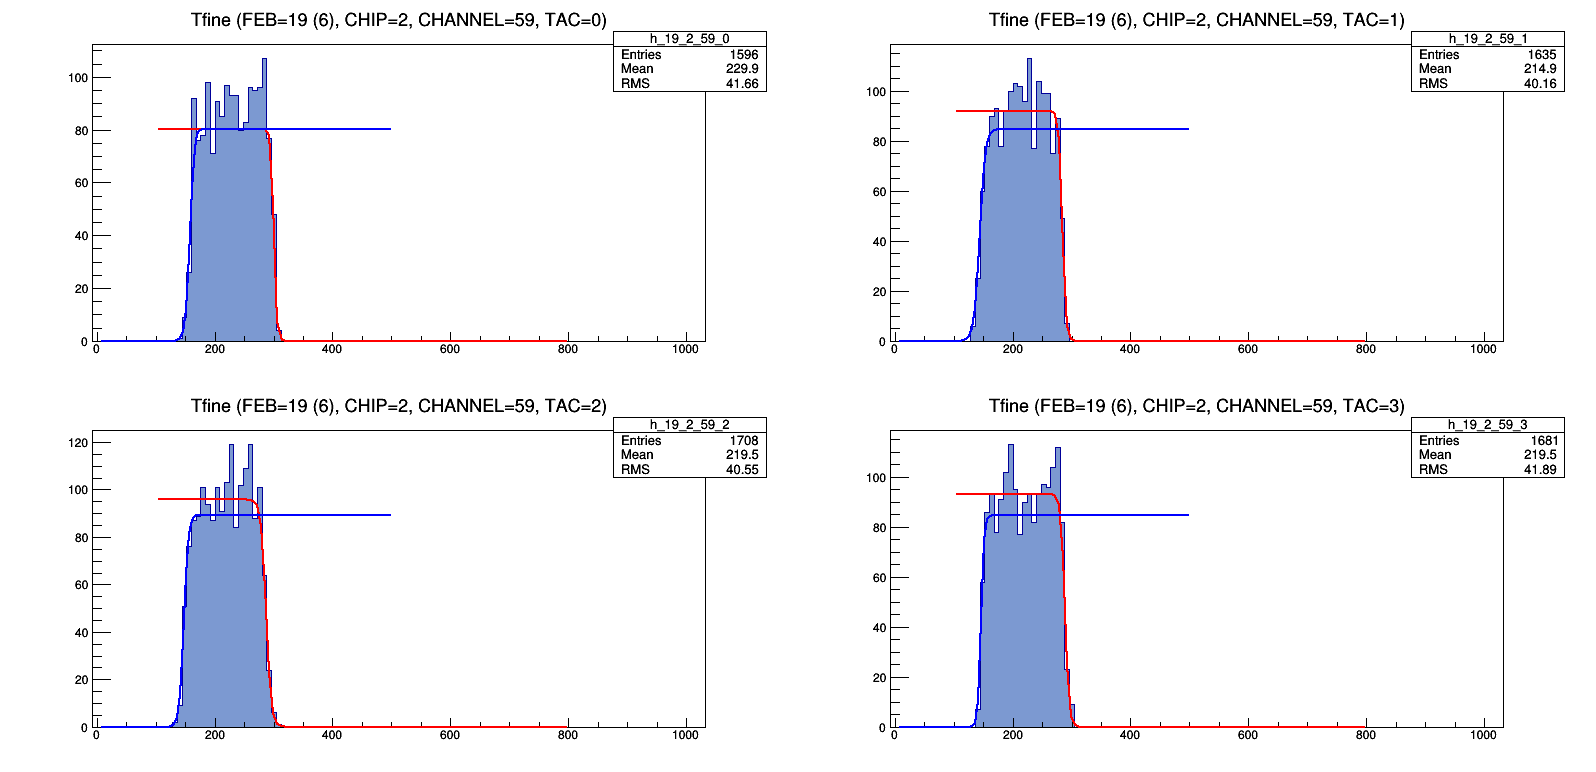 Tfine (FEB=19 (6), CHIP=2, CHANNEL=59, TAC=0)
h_19_2_59_0
Entries 1596
Mean 229.9
RMS 41.66
100
80
60
40
20
0
0 200 400 600 800 1000
Tfine (FEB=19 (6), CHIP=2, CHANNEL=59, TAC=1)
h_19_2_59_1
Entries 1635
Mean 214.9
RMS 40.16
100
80
60
40
20
0
0 200 400 600 800 1000
Tfine (FEB=19 (6), CHIP=2, CHANNEL=59, TAC=2)
h_19_2_59_2
Entries 1708
Mean 219.5
RMS 40.55
120
100
80
60
40
20
0
0 200 400 600 800 1000
Tfine (FEB=19 (6), CHIP=2, CHANNEL=59, TAC=3)
h_19_2_59_3
Entries 1681
Mean 219.5
RMS 41.89
100
80
60
40
20
0
0 200 400 600 800 1000